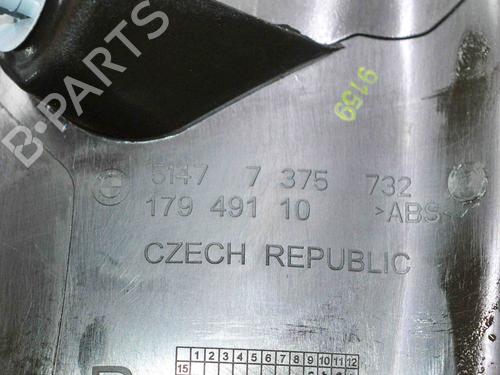 B·PARTS
9159
5147 7 375 732
179 491 10 >ABS<
CZECH REPUBLIC
1 2 3 4 5 6 7 8 9 10 11 12
15